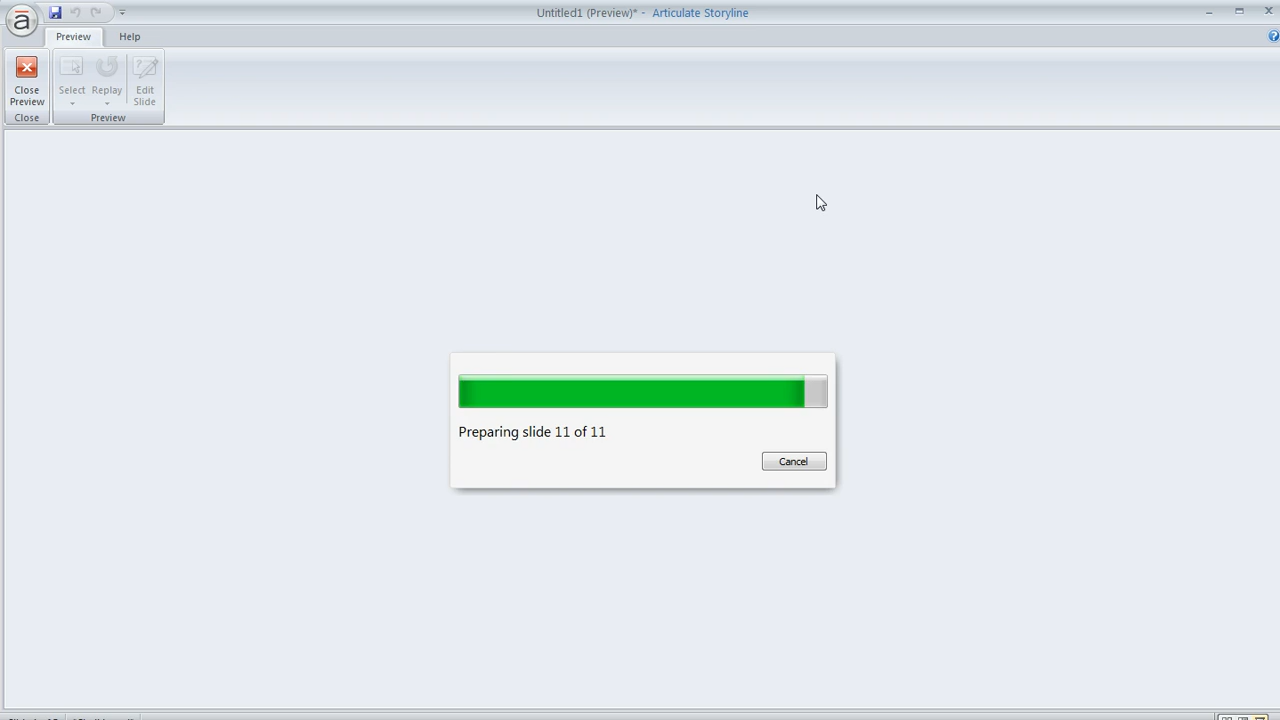 Untitled1 (Preview)* - Articulate Storyline
Preview Help
Close Preview
Select
Replay
Edit Slide
Close
Preview
Preparing slide 11 of 11
Cancel